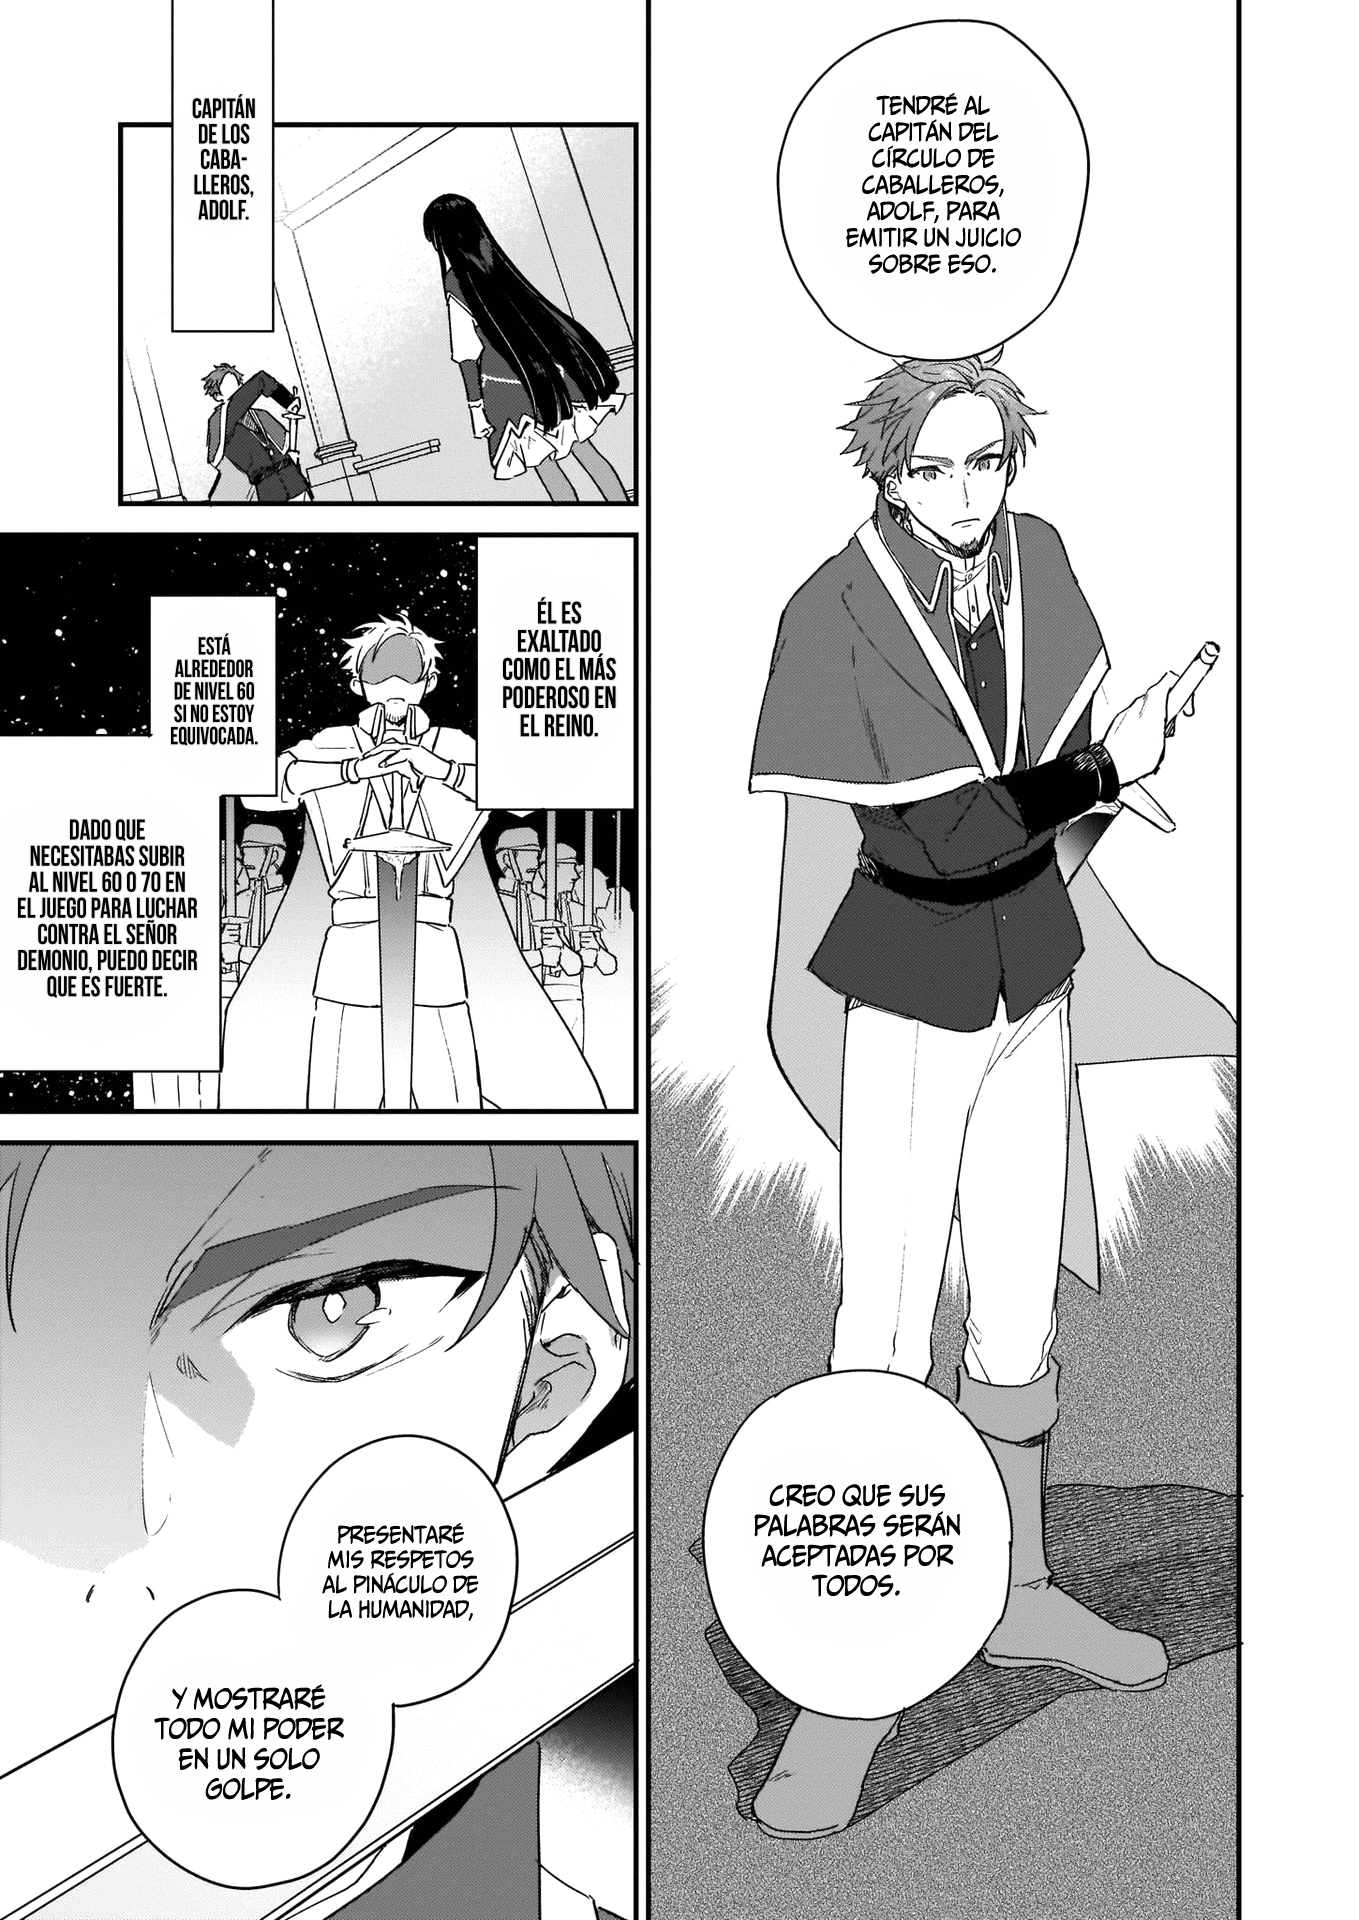 TENDRÉ AL
CAPITÁN DEL
CÍRCULO DE
CABALLEROS,
ADOLF, PARA
EMITIR UN JUICIO
SOBRE ESO.
CREO QUE SUS
PALABRAS SERÁN
ACEPTADAS POR
TODOS.
CAPITÁN
DE LOS
CABA-
LLEROS,
ADOLF.
ÉL ES
EXALTADO
COMO EL MÁS
PODEROSO EN
EL REINO.
ESTÁ
ALREDEDOR
DE NIVEL 60
SI NO ESTOY
EQUIVOCADA.
DADO QUE
NECESITABAS SUBIR
AL NIVEL 60 O 70 EN
EL JUEGO PARA LUCHAR
CONTRA EL SEÑOR
DEMONIO, PUEDO DECIR
QUE ES FUERTE.
PRESENTARÉ
MIS RESPETOS
AL PINÁCULO DE
LA HUMANIDAD,
Y MOSTRARÉ
TODO MI PODER
EN UN SOLO
GOLPE.